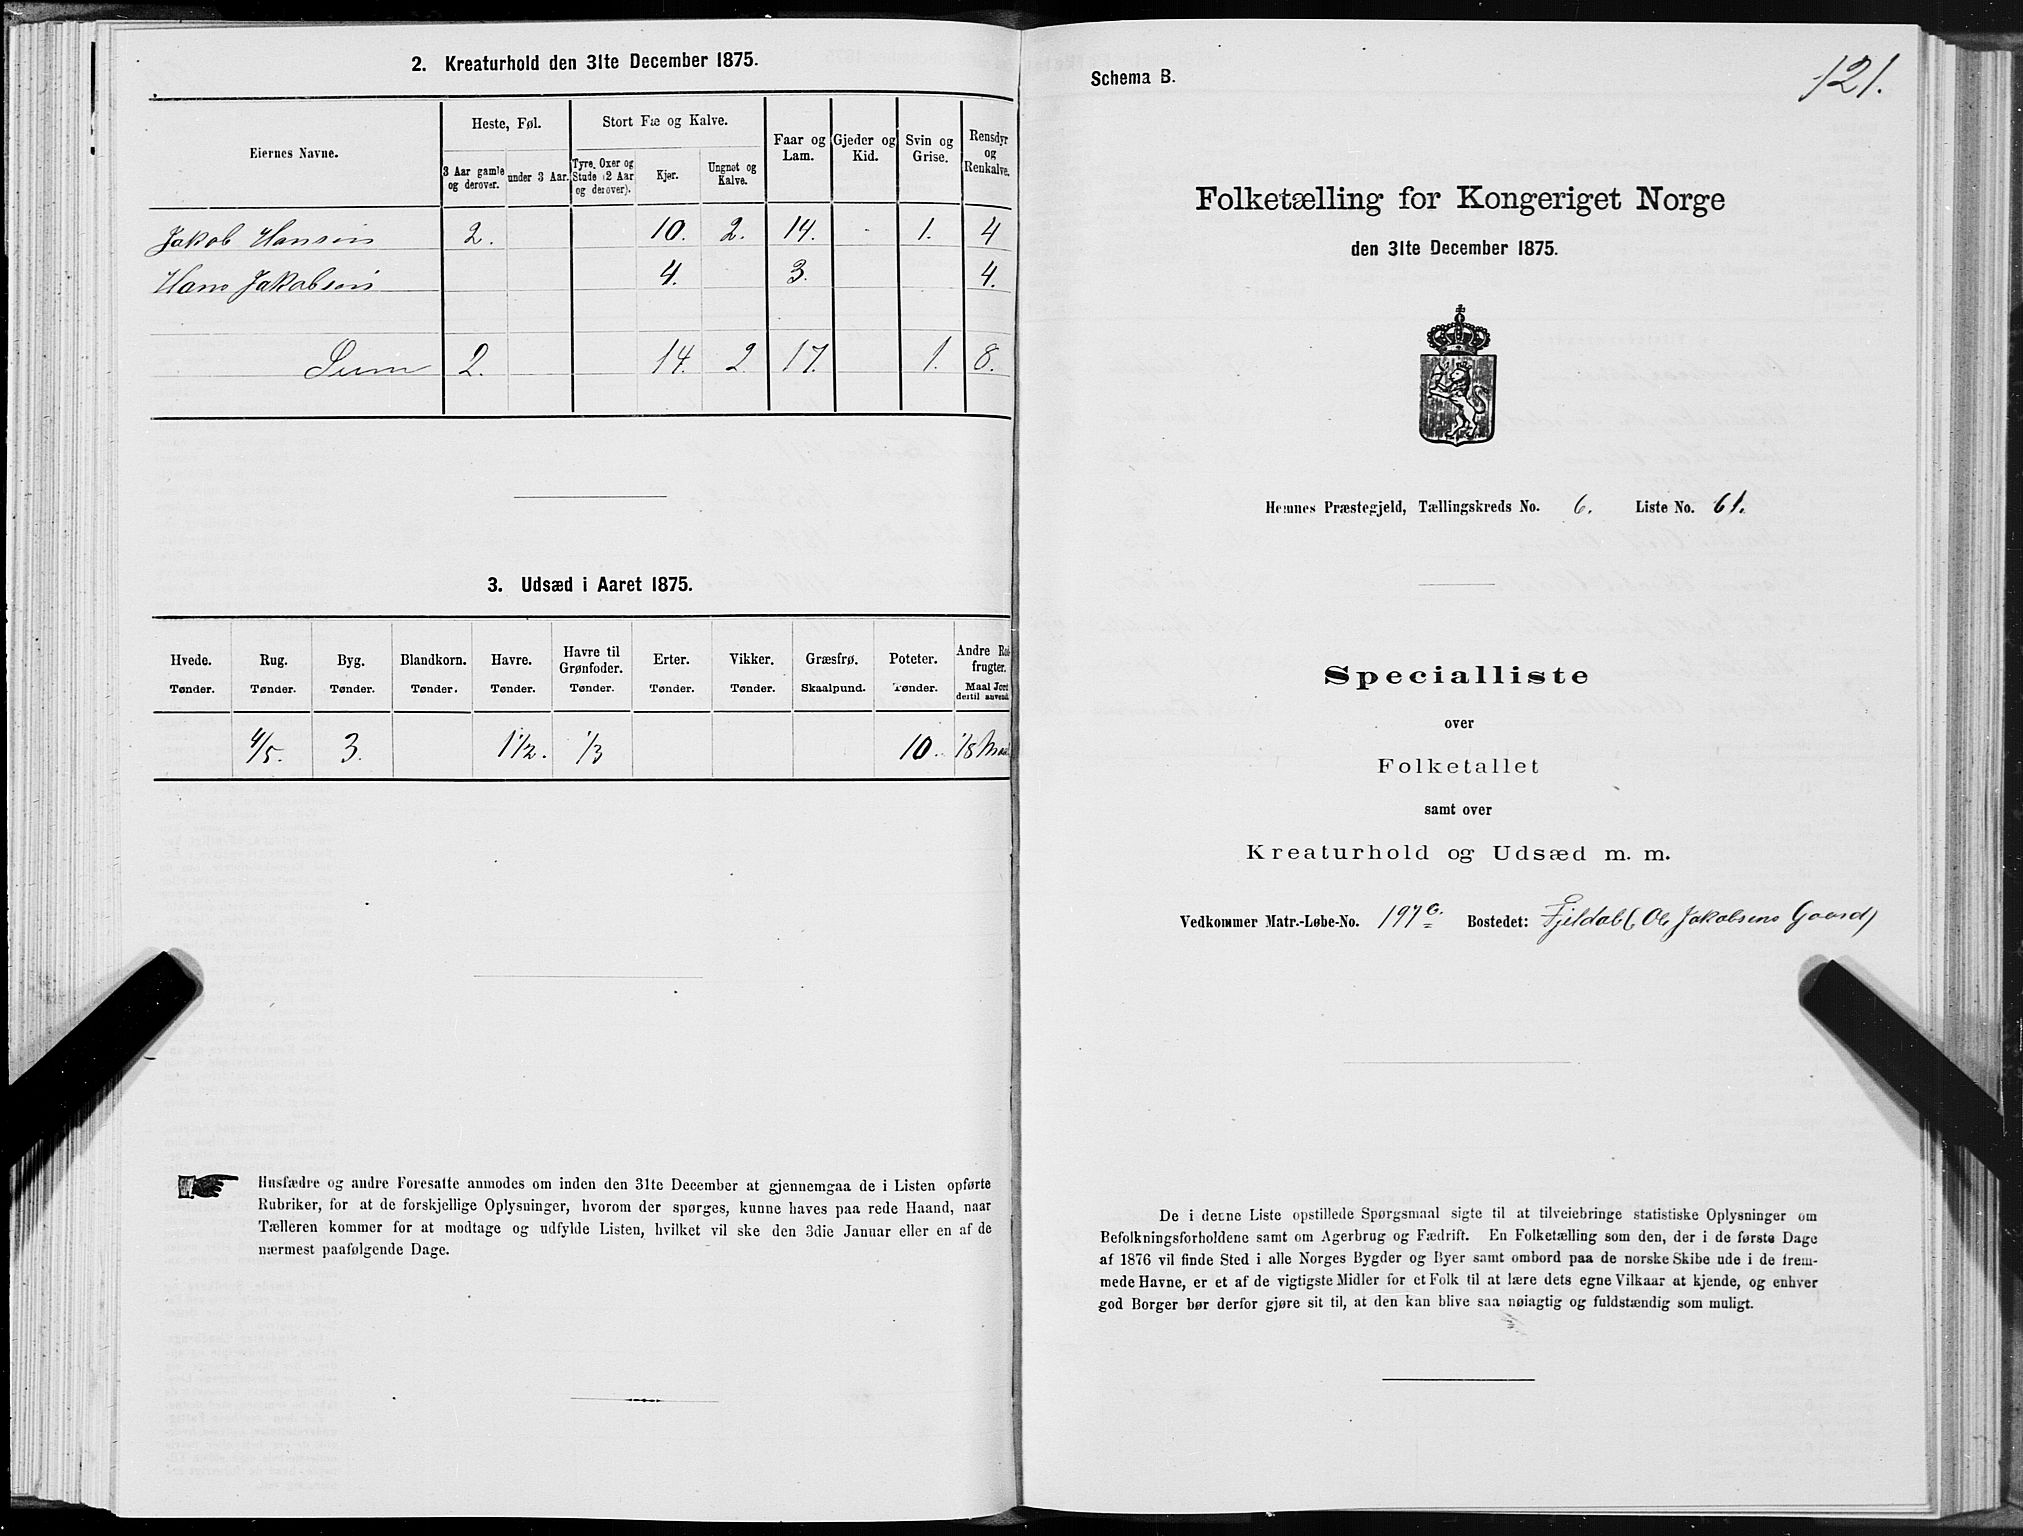 2. Kreaturhold den 31te December 1875.
Eiernes Navne.
Heste, Føl.
Stort Fæ og Kalve.
Faar og Lam.
Gjeder og Kid.
Svin og Grise.
Rensdyr og Renkalve.
3 Aar gamle og derover.
under 3 Aar.
Tyre, Oxer og Stude (2 Aar og derover).
Kjør.
Ungnøt og Kalve.
Jakob Hansen 2. 10. 2. 14. - 1. 4
Hans Jakobsen 4. 3. 4.
Sum 2. 14. 2. 17. 1. 8.
3. Udsæd i Aaret 1875.
Hvede. Rug. Byg. Blandkorn. Havre. Havre til Grønfoder. Erter. Vikker. Græsfrø. Poteter. Andre Rodfrugter.
Tønder. Tønder. Tønder. Tønder. Tønder. Tønder. Tønder. Tønder. Skaalpund. Tønder. Maal Jord dertil anvend
4/5. 3. 1 1/2. 1/3 10. 1/8 Maal
Husfædre og andre Foresatte anmodes om inden den 31te December at gjennemgaa de i Listen opførte
Rubriker, for at de forskjellige Oplysninger, hvorom der spørges, kunne haves paa rede Haand, naar
Tælleren kommer for at modtage og udfylde Listen, hvilket vil ske den 3die Januar eller en af de
nærmest paafølgende Dage.
Schema B.
121.
Folketælling for Kongeriget Norge
den 31te December 1875.
Hemnes Præstegjeld, Tællingskreds No. 6. Liste No. 61.
Specialliste
over
Folketallet
samt over
Kreaturhold og Udsæd m. m.
Vedkommer Matr.-Løbe-No. 197c. Bostedet: Fjeldal (Ole Jakobsens Gaard)
De i denne Liste opstillede Spørgsmaal sigte til at tilveiebringe statistiske Oplysninger om
Befolkningsforholdene samt om Agerbrug og Fædrift. En Folketælling som den, der i de første Dage
af 1876 vil finde Sted i alle Norges Bygder og Byer samt ombord paa de norske Skibe ude i de frem-
mede Havne, er et af de vigtigste Midler for et Folk til at lære dets egne Vilkaar at kjende, og enhver
god Borger bør derfor gjøre sit til, at den kan blive saa nøiagtig og fuldstændig som muligt.